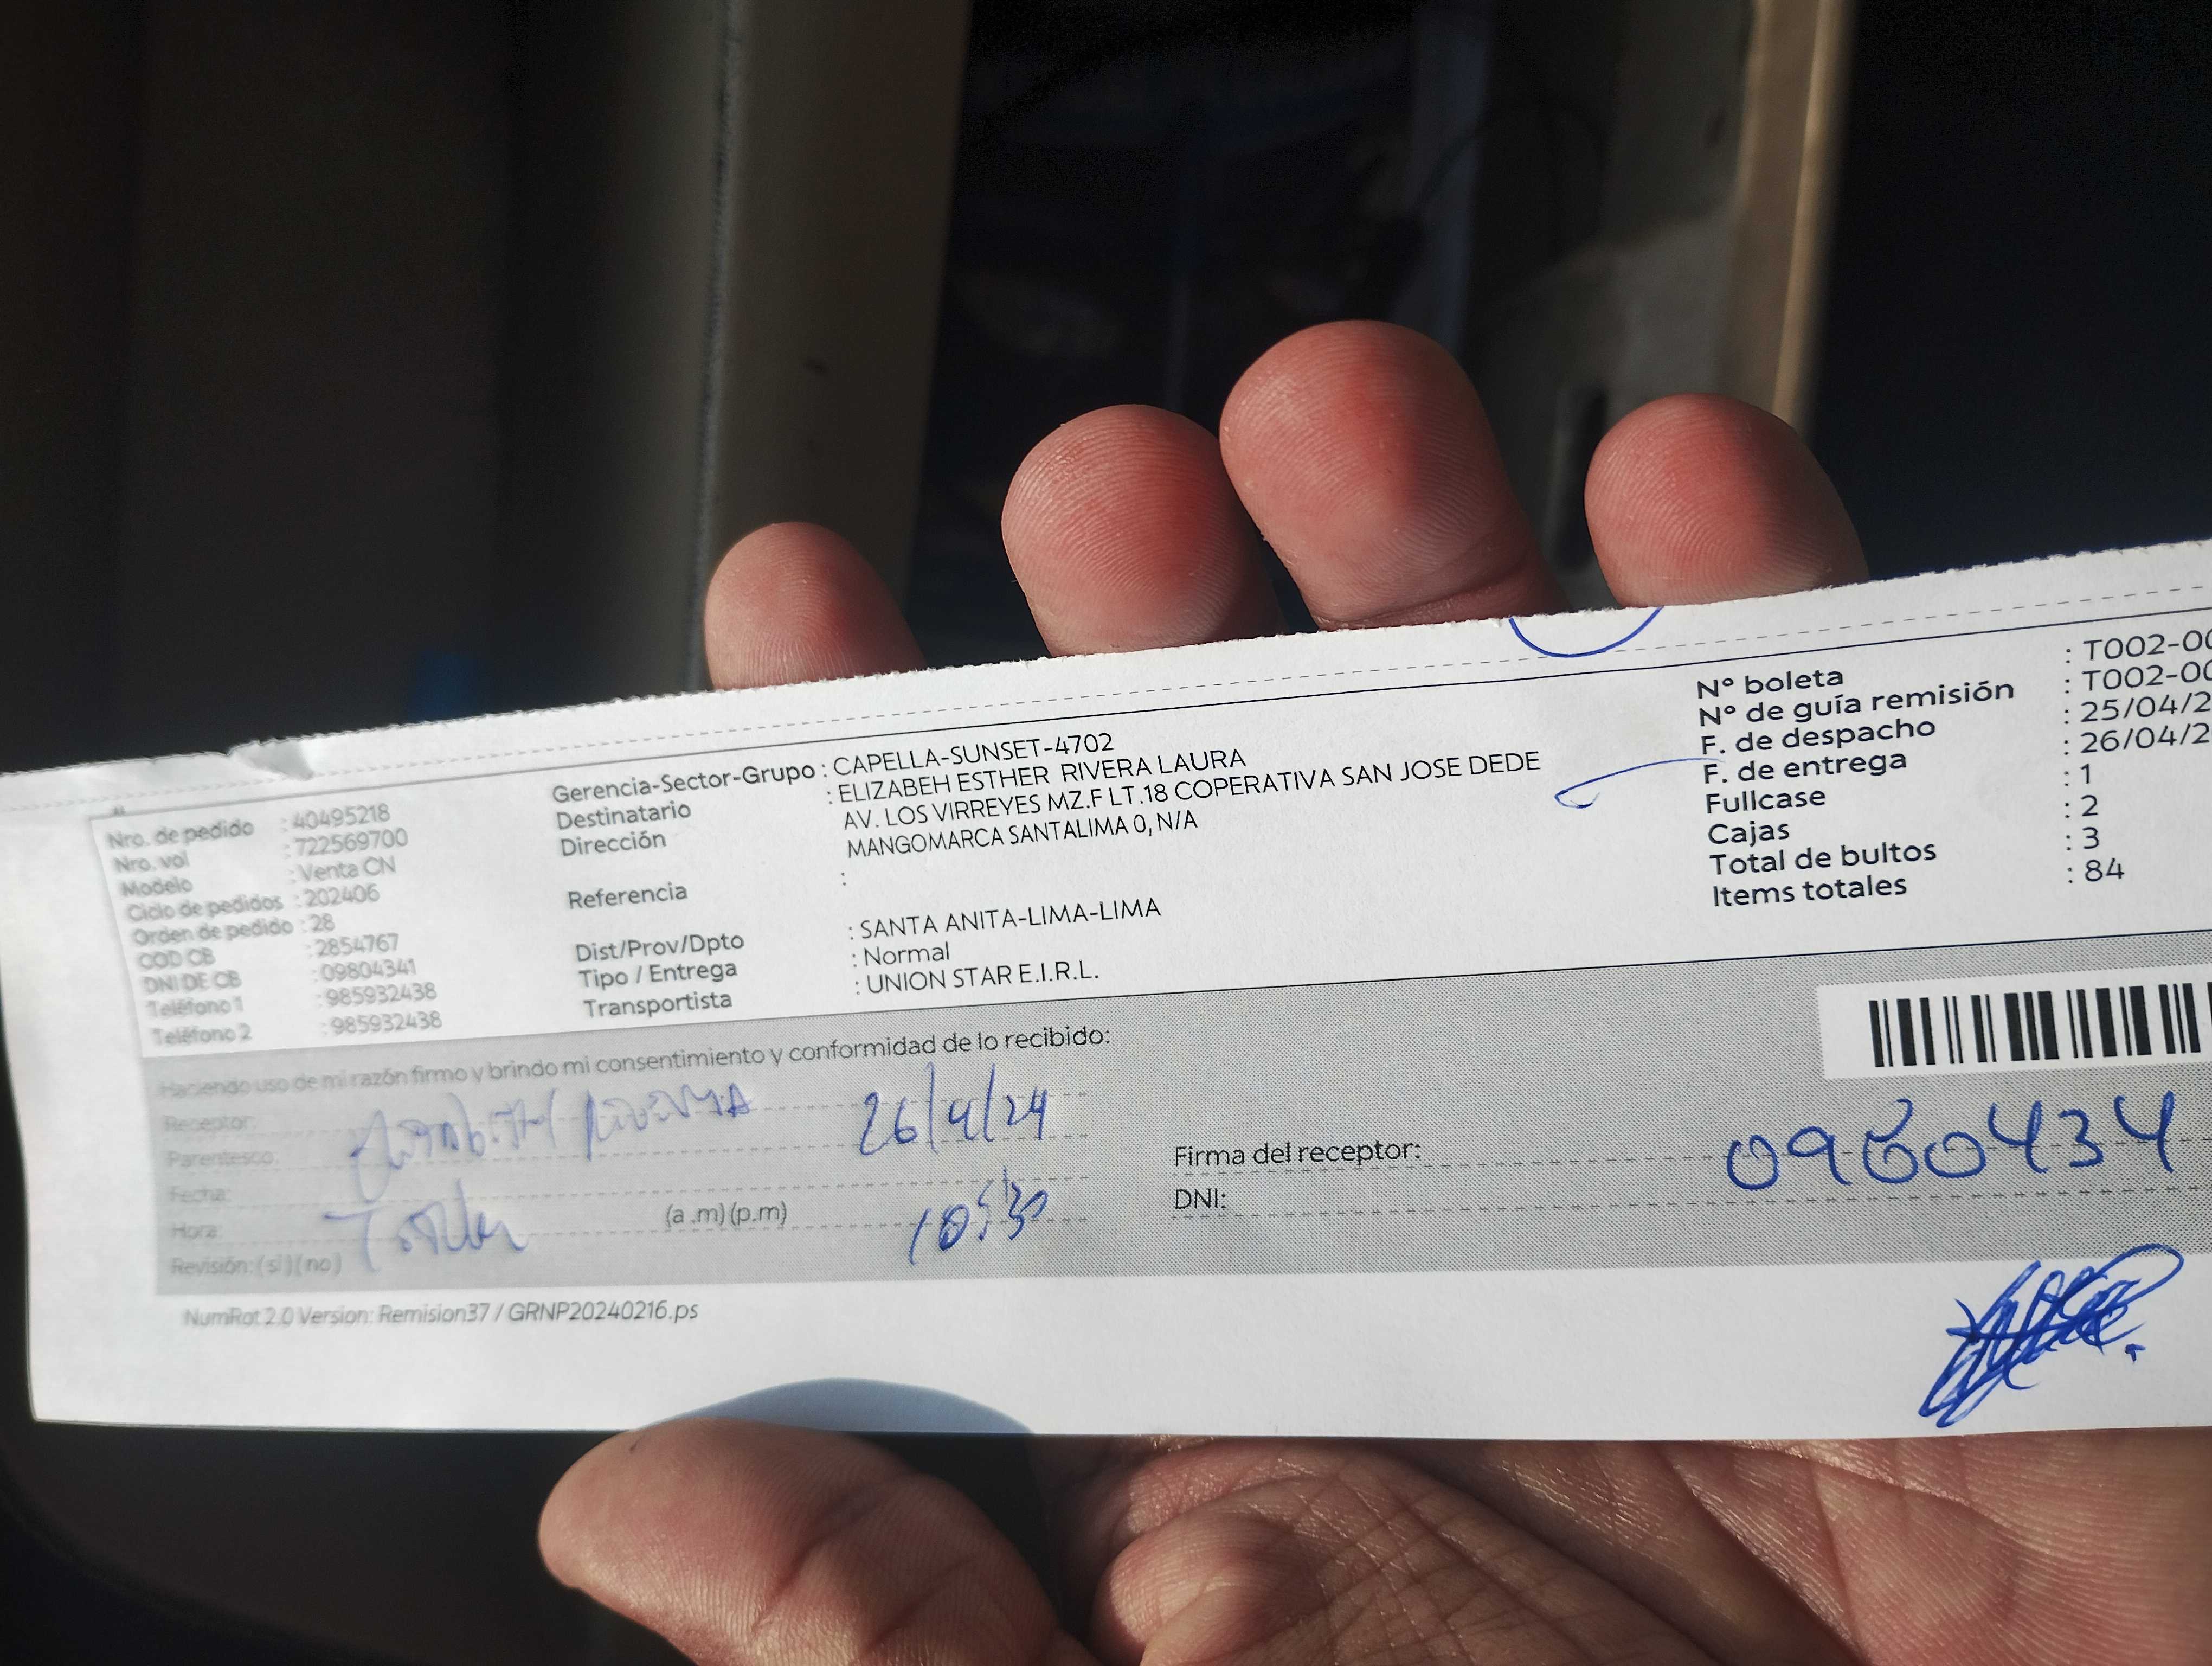 Nro. de pedido : 40495218
Nro. vol : 722569700
Modelo : Venta CN
Ciclo de pedidos : 202406
Orden de pedido : 28
COD CB : 2854767
DNI DE CB : 09804341
Teléfono 1 : 985932438
Teléfono 2 : 985932438
Gerencia-Sector-Grupo : CAPELLA-SUNSET-4702
Destinatario : ELIZABEH ESTHER RIVERA LAURA
Dirección AV. LOS VIRREYES MZ.F LT.18 COPERATIVA SAN JOSE DEDE
MANGOMARCA SANTALIMA 0, N/A
Referencia :
Dist/Prov/Dpto : SANTA ANITA-LIMA-LIMA
Tipo / Entrega : Normal
Transportista : UNION STAR E.I.R.L.
N° boleta : T002-00
N° de guía remisión : T002-00
F. de despacho : 25/04/2
F. de entrega : 26/04/2
Fullcase : 1
Cajas : 2
Total de bultos : 3
Items totales : 84
Haciendo uso de mi razón firmo y brindo mi consentimiento y conformidad de lo recibido:
Receptor:
Parentesco: 26/4/24
Fecha:
Hora: (a .m) (p.m) 10:30
Revisión: (si) (no)
Firma del receptor:
DNI:
NumRot 2.0 Version: Remision37 / GRNP20240216.ps